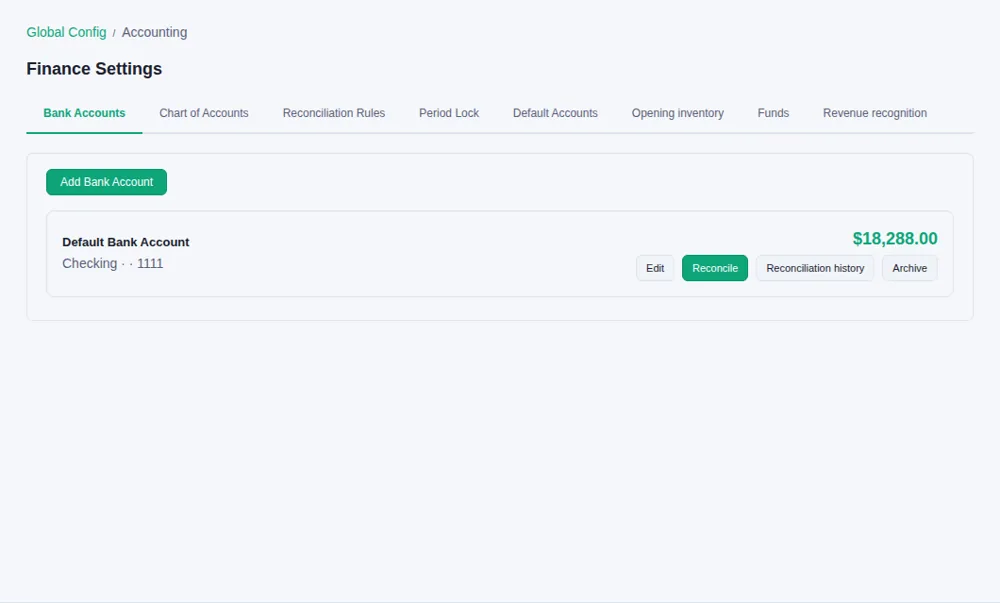 Global Config / Accounting
Finance Settings
Bank Accounts Chart of Accounts Reconciliation Rules Period Lock Default Accounts Opening inventory Funds Revenue recognition
Add Bank Account
Default Bank Account
$18,288.00
Checking · · 1111
Edit Reconcile Reconciliation history Archive